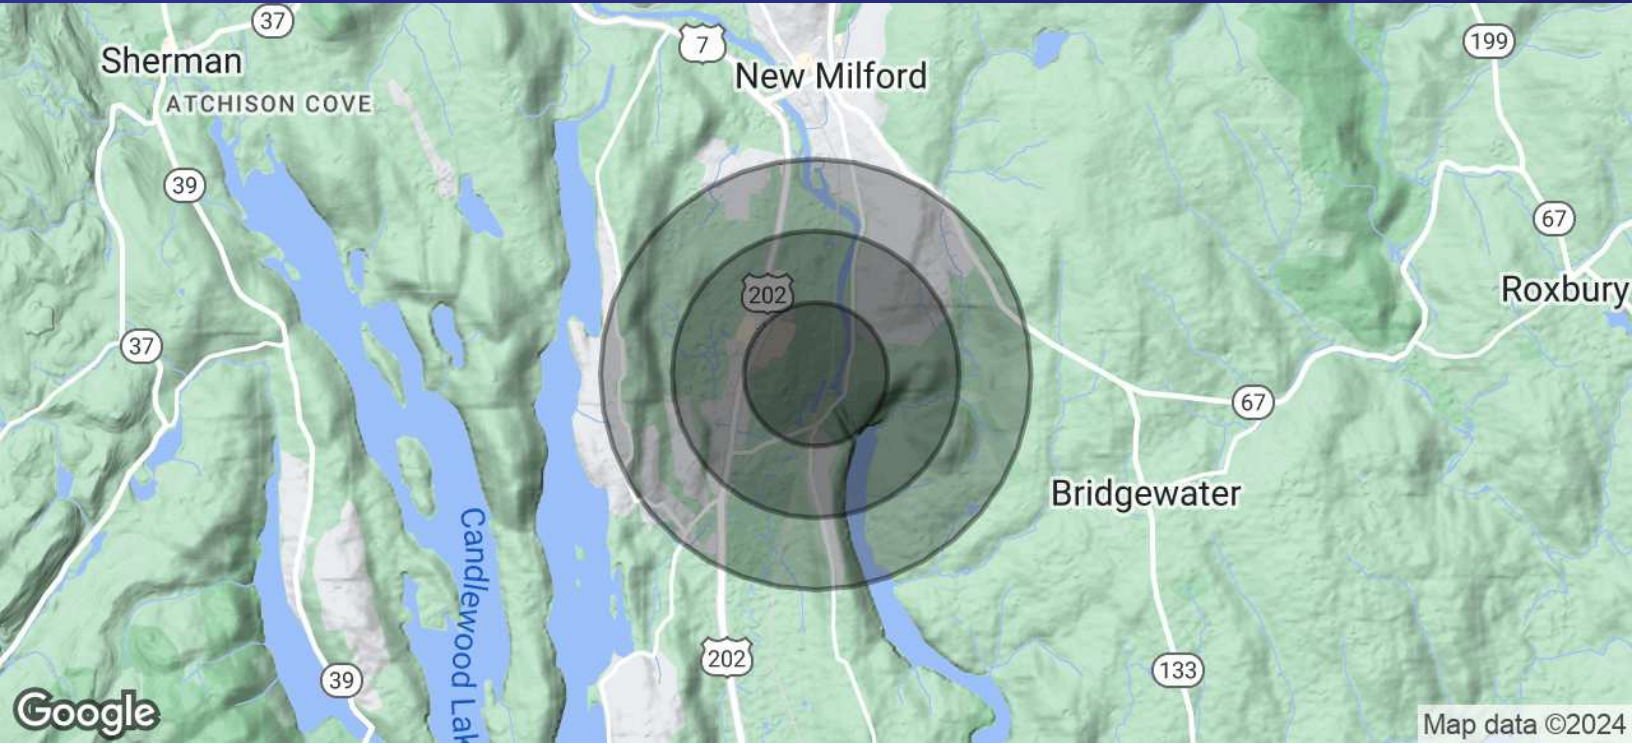 37
199
7
Sherman
New Milford
ATCHISON COVE
39
67
Roxbury
202
37
67
Bridgewater
Candlewood Lak
202
133
39
Google
Map data ©2024